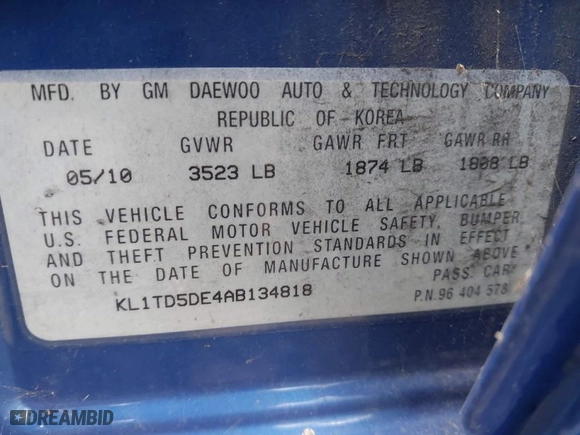 MFD. BY GM DAEWOO AUTO & TECHNOLOGY COMPANY
REPUBLIC OF KOREA
DATE GVWR GAWR FRT GAWR RR
05/10 3523 LB 1874 LB 1808 LB
THIS VEHICLE CONFORMS TO ALL APPLICABLE
U.S. FEDERAL MOTOR VEHICLE SAFETY, BUMPER,
AND THEFT PREVENTION STANDARDS IN EFFECT
ON THE DATE OF MANUFACTURE SHOWN ABOVE
PASS CAR
KL1TD5DE4AB134818
P.N.96 404 578
DREAMBID